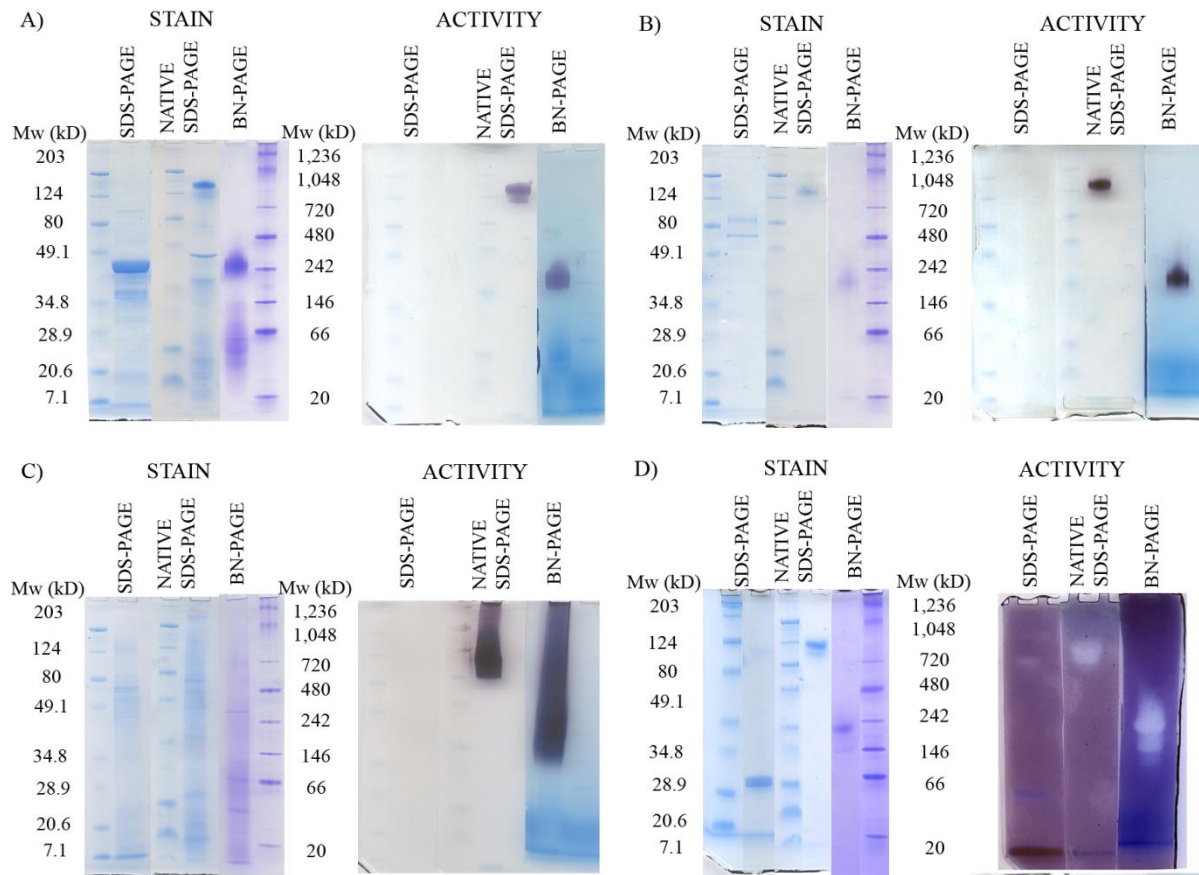 A)
STAIN
ACTIVITY
SDS-PAGE
NATIVE
SDS-PAGE
BN-PAGE
SDS-PAGE
NATIVE
SDS-PAGE
BN-PAGE
Mw (kD)
203
124
80
49.1
34.8
28.9
20.6
7.1
Mw (kD)
1,236
1,048
720
480
242
146
66
20
B)
STAIN
ACTIVITY
SDS-PAGE
NATIVE
SDS-PAGE
BN-PAGE
SDS-PAGE
NATIVE
SDS-PAGE
BN-PAGE
Mw (kD)
203
124
80
49.1
34.8
28.9
20.6
7.1
Mw (kD)
1,236
1,048
720
480
242
146
66
20
C)
STAIN
ACTIVITY
SDS-PAGE
NATIVE
SDS-PAGE
BN-PAGE
SDS-PAGE
NATIVE
SDS-PAGE
BN-PAGE
Mw (kD)
203
124
80
49.1
34.8
28.9
20.6
7.1
Mw (kD)
1,236
1,048
720
480
242
146
66
20
D)
STAIN
ACTIVITY
SDS-PAGE
NATIVE
SDS-PAGE
BN-PAGE
SDS-PAGE
NATIVE
SDS-PAGE
BN-PAGE
Mw (kD)
203
124
80
49.1
34.8
28.9
20.6
7.1
Mw (kD)
1,236
1,048
720
480
242
146
66
20